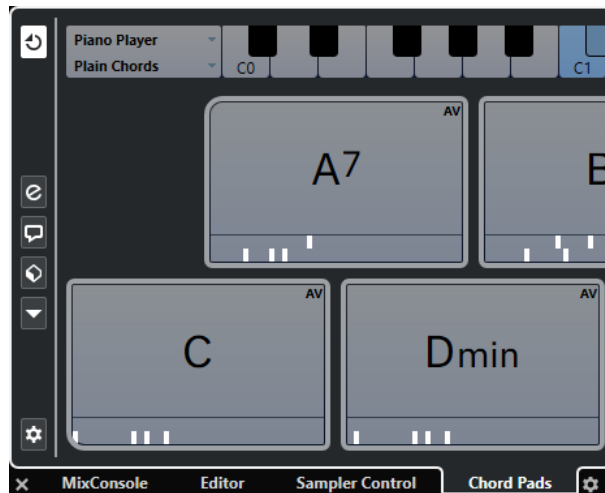 Piano Player
Plain Chords
C0
C1
AV
A7
B
AV
C
AV
Dmin
MixConsole
Editor
Sampler Control
Chord Pads